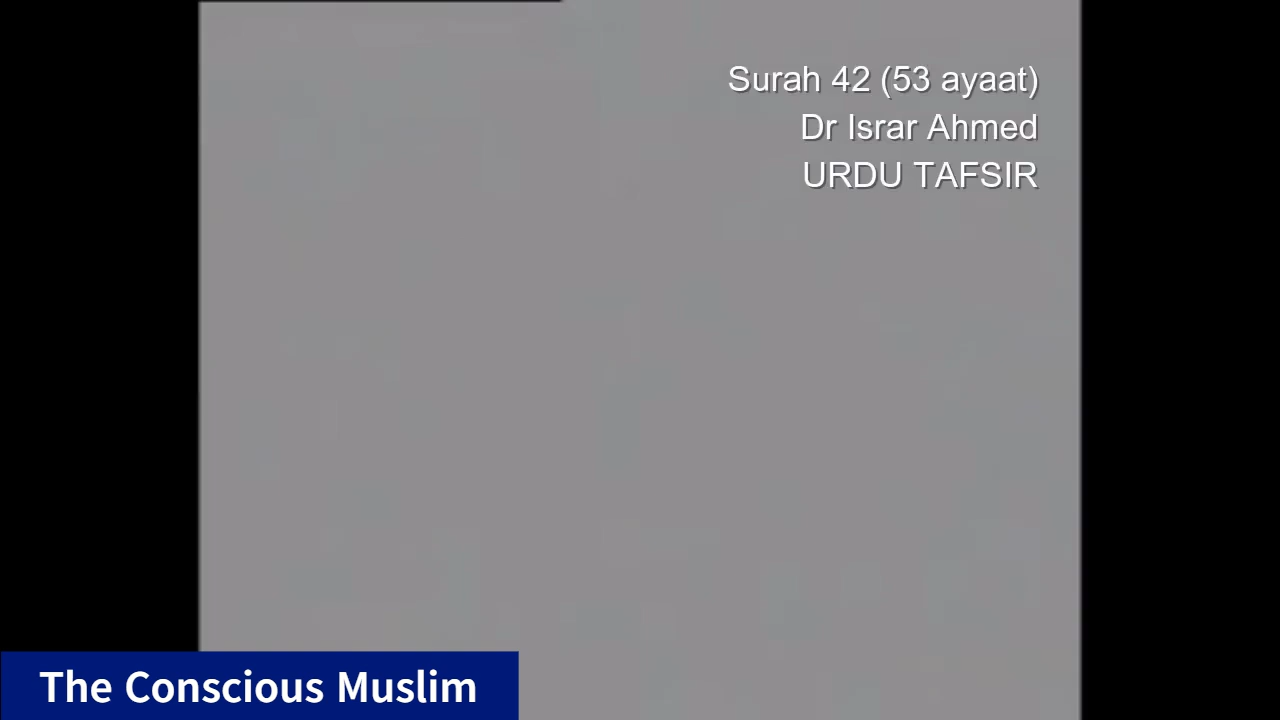 Surah 42 (53 ayaat)
Dr Israr Ahmed
URDU TAFSIR
The Conscious Muslim